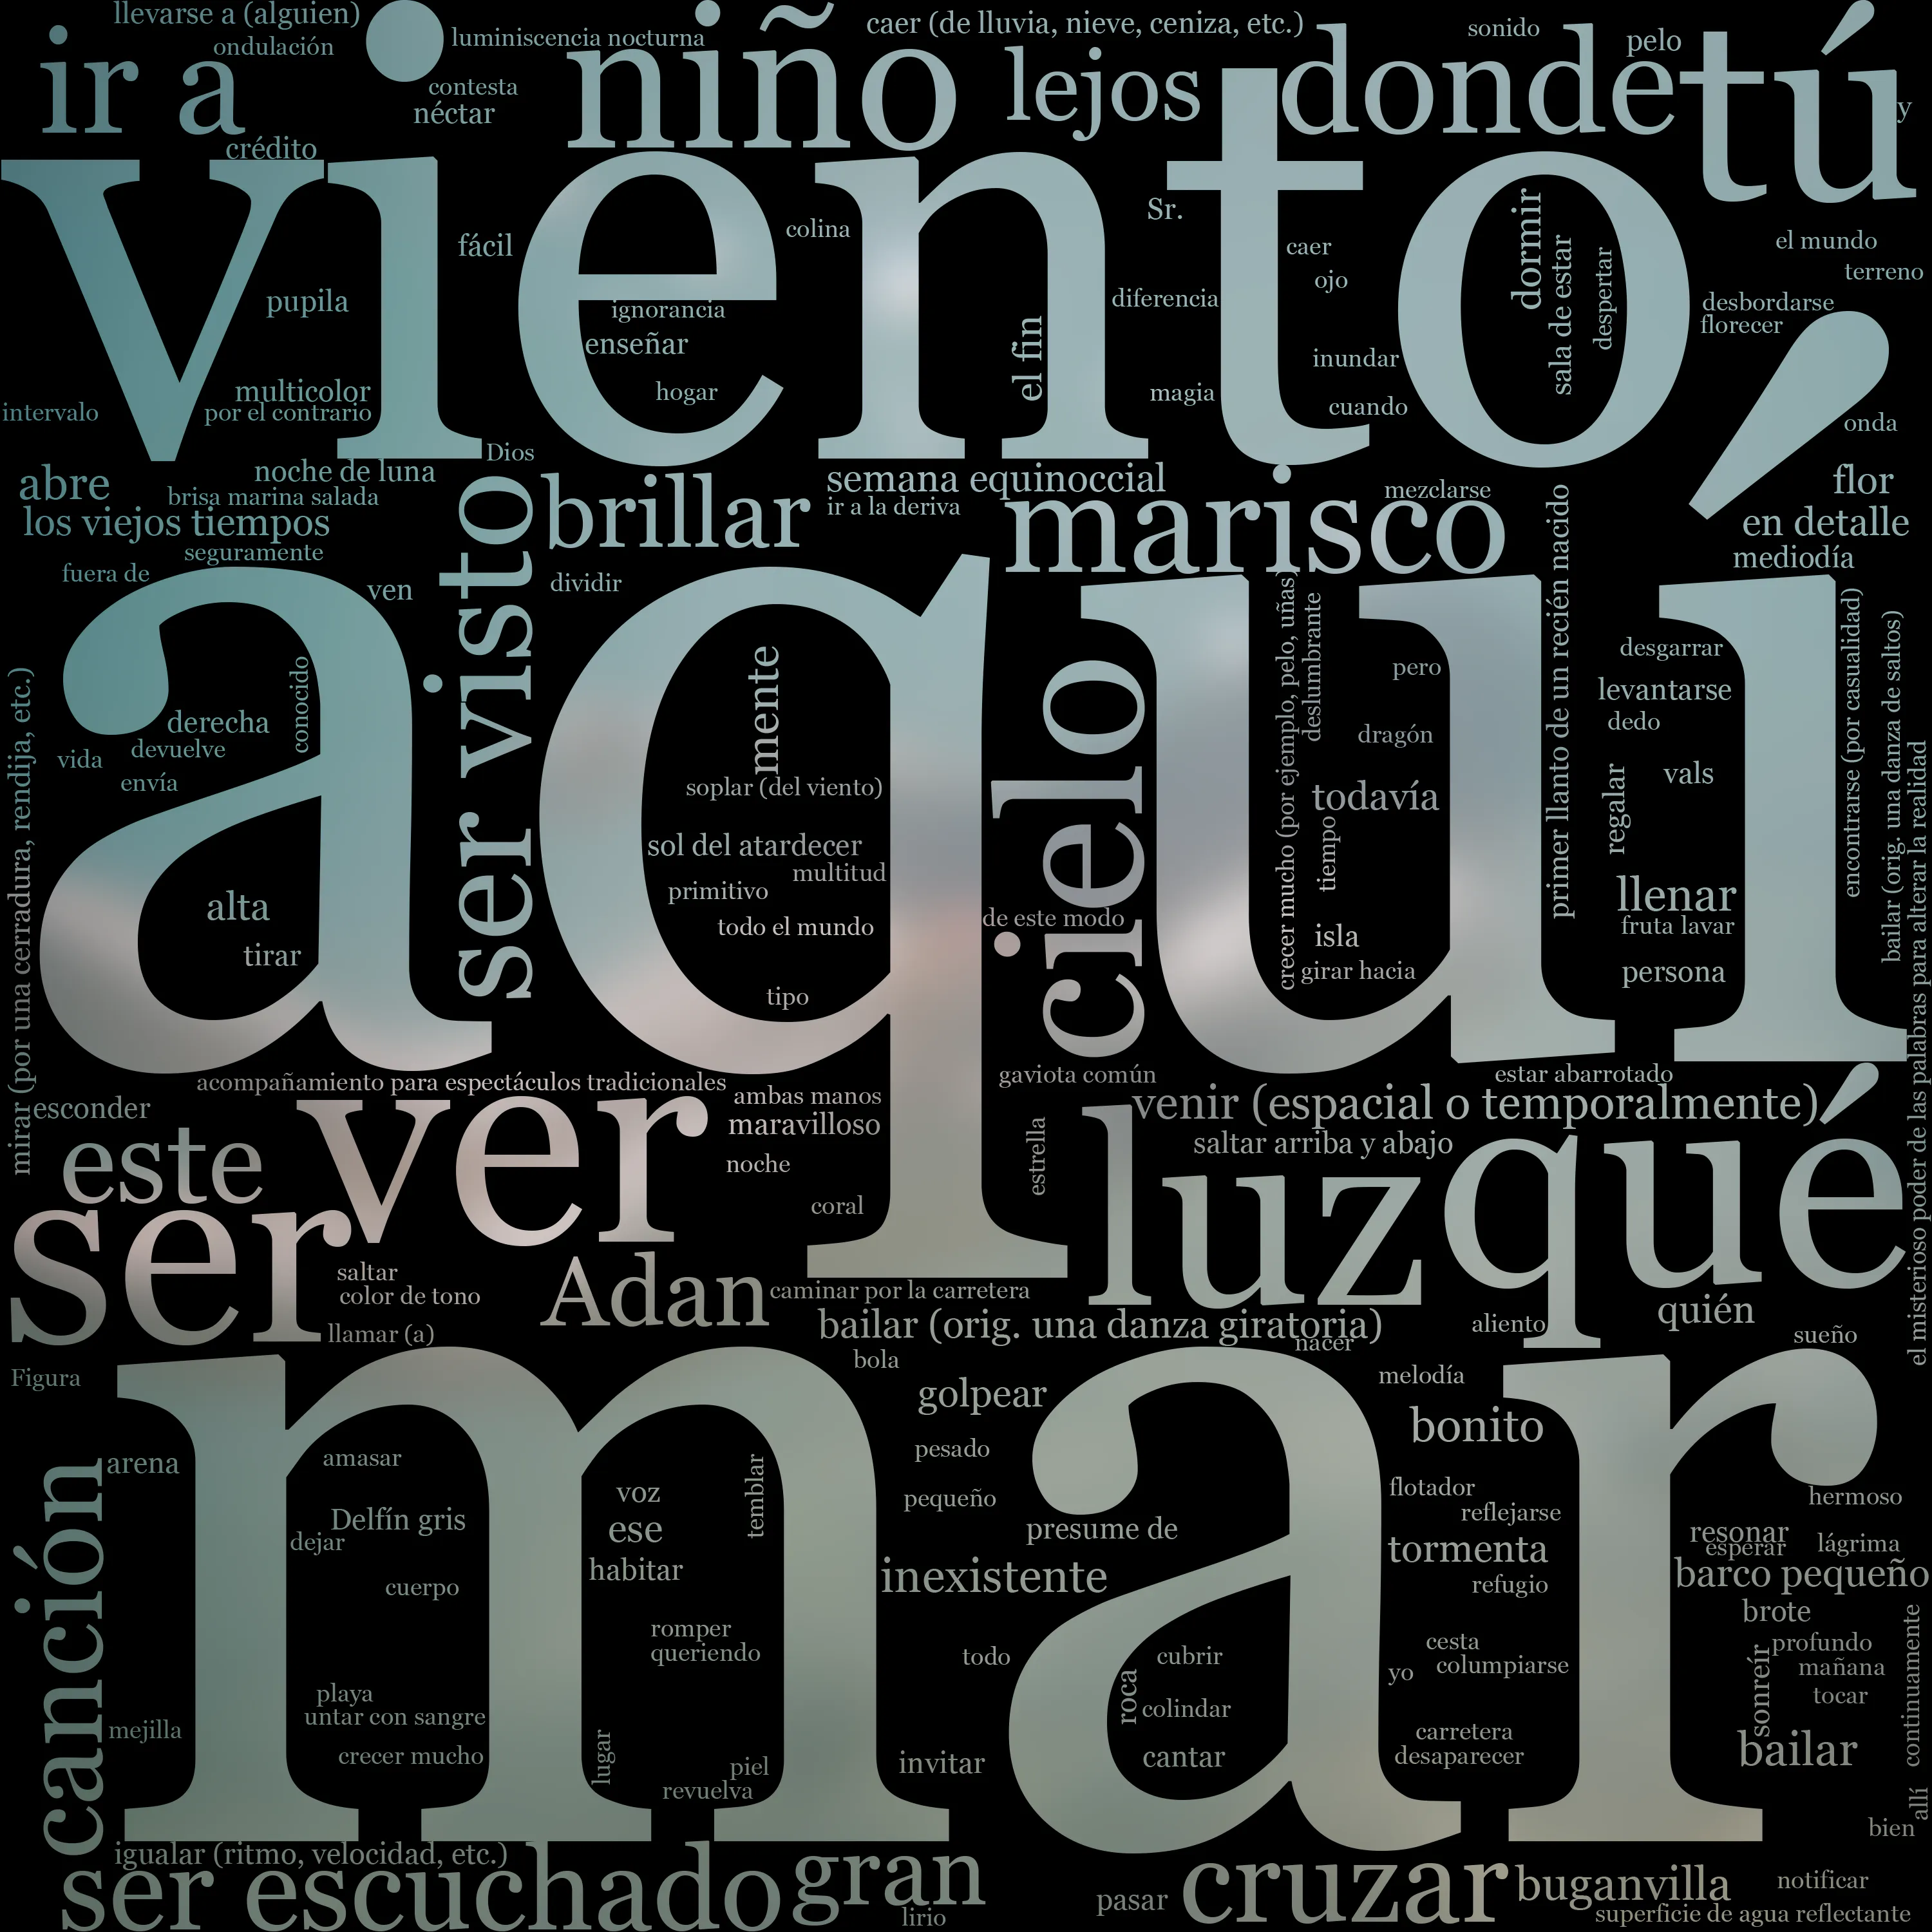 llevarse a (alguien)
ondulación
ir a
luminiscencia nocturna
contesta
néctar
crédito
niño
caer (de lluvia, nieve, ceniza, etc.)
lejos
sonido
donde
pelo
tú
y
viento
fácil
pupila
multicolor
por el contrario
intervalo
colina
ignorancia
enseñar
hogar
el fin
Sr.
diferencia
magia
caer
ojo
inundar
cuando
dormir
sala de estar
despertar
el mundo
terreno
desbordarse
florecer
onda
Dios
noche de luna
abre
brisa marina salada
los viejos tiempos
seguramente
fuera de
ven
ser visto
brillar
dividir
semana equinoccial
ir a la deriva
marisco
mezclarse
flor
en detalle
mediodía
aquí
conocido
derecha
devuelve
vida
envía
alta
tirar
mirar (por una cerradura, rendija, etc.)
mente
soplar (del viento)
sol del atardecer
multitud
primitivo
todo el mundo
tipo
cielo
de este modo
crecer mucho (por ejemplo, pelo, uñas)
deslumbrante
pero
dragón
todavía
tiempo
isla
girar hacia
primer llanto de un recién nacido
desgarrar
levantarse
dedo
vals
regalar
llenar
fruta lavar
persona
encontrarse (por casualidad)
bailar (orig. una danza de saltos)
el misterioso poder de las palabras para alterar la realidad
acompañamiento para espectáculos tradicionales
esconder
ver
este
ser
saltar
color de tono
llamar (a)
ambas manos
maravilloso
noche
coral
Adan
gaviota común
estrella
estar abarrotado
venir (espacial o temporalmente)
saltar arriba y abajo
luz
qué
caminar por la carretera
bailar (orig. una danza giratoria)
nacer
aliento
quién
sueño
Figura
mar
bola
golpear
pesado
pequeño
presume de
inexistente
melodía
bonito
flotador
reflejarse
tormenta
refugio
hermoso
resonar
esperar
lágrima
barco pequeño
brote
profundo
mañana
tocar
sonreír
continuamente
bailar
allí
bien
canción
arena
amasar
Delfín gris
dejar
cuerpo
playa
untar con sangre
crecer mucho
mejilla
voz
ese
habitar
temblar
romper
queriendo
lugar
piel
revuelva
todo
invitar
cubrir
roca
colindar
cantar
cesta
yo
columpiarse
carretera
desaparecer
igualar (ritmo, velocidad, etc.)
ser escuchado
gran
lirio
pasar
cruzar
buganvilla
notificar
superficie de agua reflectante